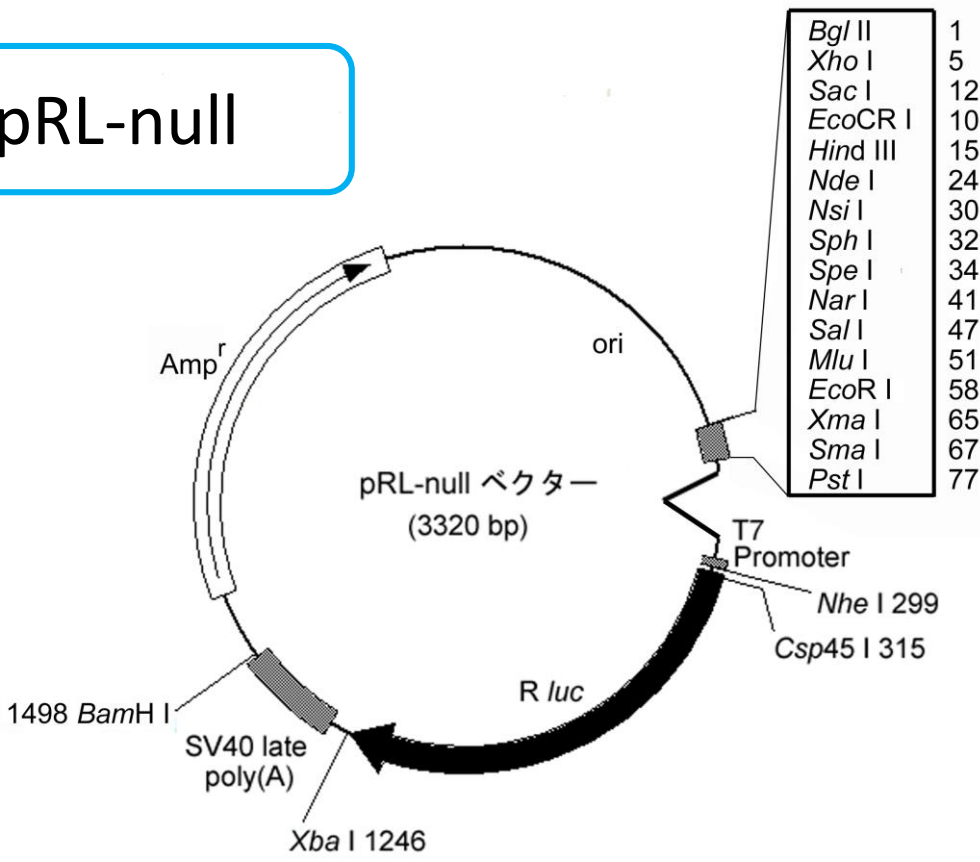 pRL-null
Bgl II 1
Xho I 5
Sac I 12
EcoCR I 10
Hind III 15
Nde I 24
Nsi I 30
Sph I 32
Spe I 34
Nar I 41
Sal I 47
Mlu I 51
EcoR I 58
Xma I 65
Sma I 67
Pst I 77
Amp r
ori
pRL-null ベクター
(3320 bp)
T7
Promoter
Nhe I 299
Csp45 I 315
R luc
1498 BamH I
SV40 late
poly(A)
Xba I 1246